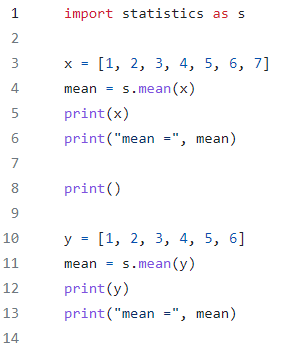 1 import statistics as s
2
3 x = [1, 2, 3, 4, 5, 6, 7]
4 mean = s.mean(x)
5 print(x)
6 print("mean =", mean)
7
8 print()
9
10 y = [1, 2, 3, 4, 5, 6]
11 mean = s.mean(y)
12 print(y)
13 print("mean =", mean)
14